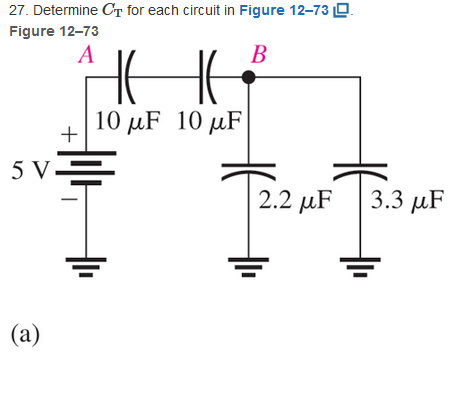 27. Determine C_T for each circuit in Figure 12–73.
Figure 12–73
A B
10 µF 10 µF
+
5 V
2.2 µF 3.3 µF
−
(a)